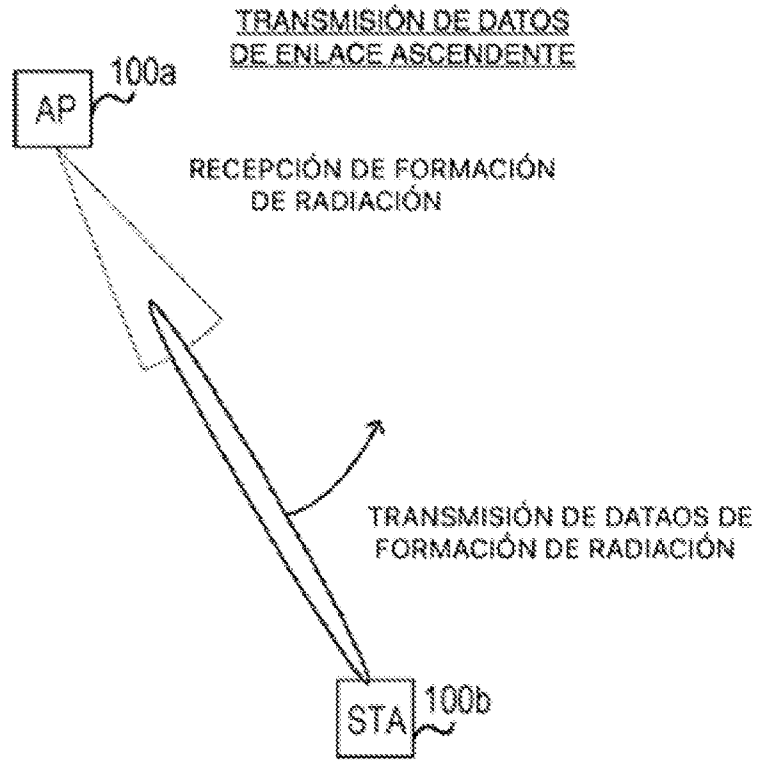 TRANSMISIÓN DE DATOS
DE ENLACE ASCENDENTE
100a
AP
RECEPCIÓN DE FORMACIÓN
DE RADIACIÓN
TRANSMISIÓN DE DATAOS DE
FORMACIÓN DE RADIACIÓN
100b
STA